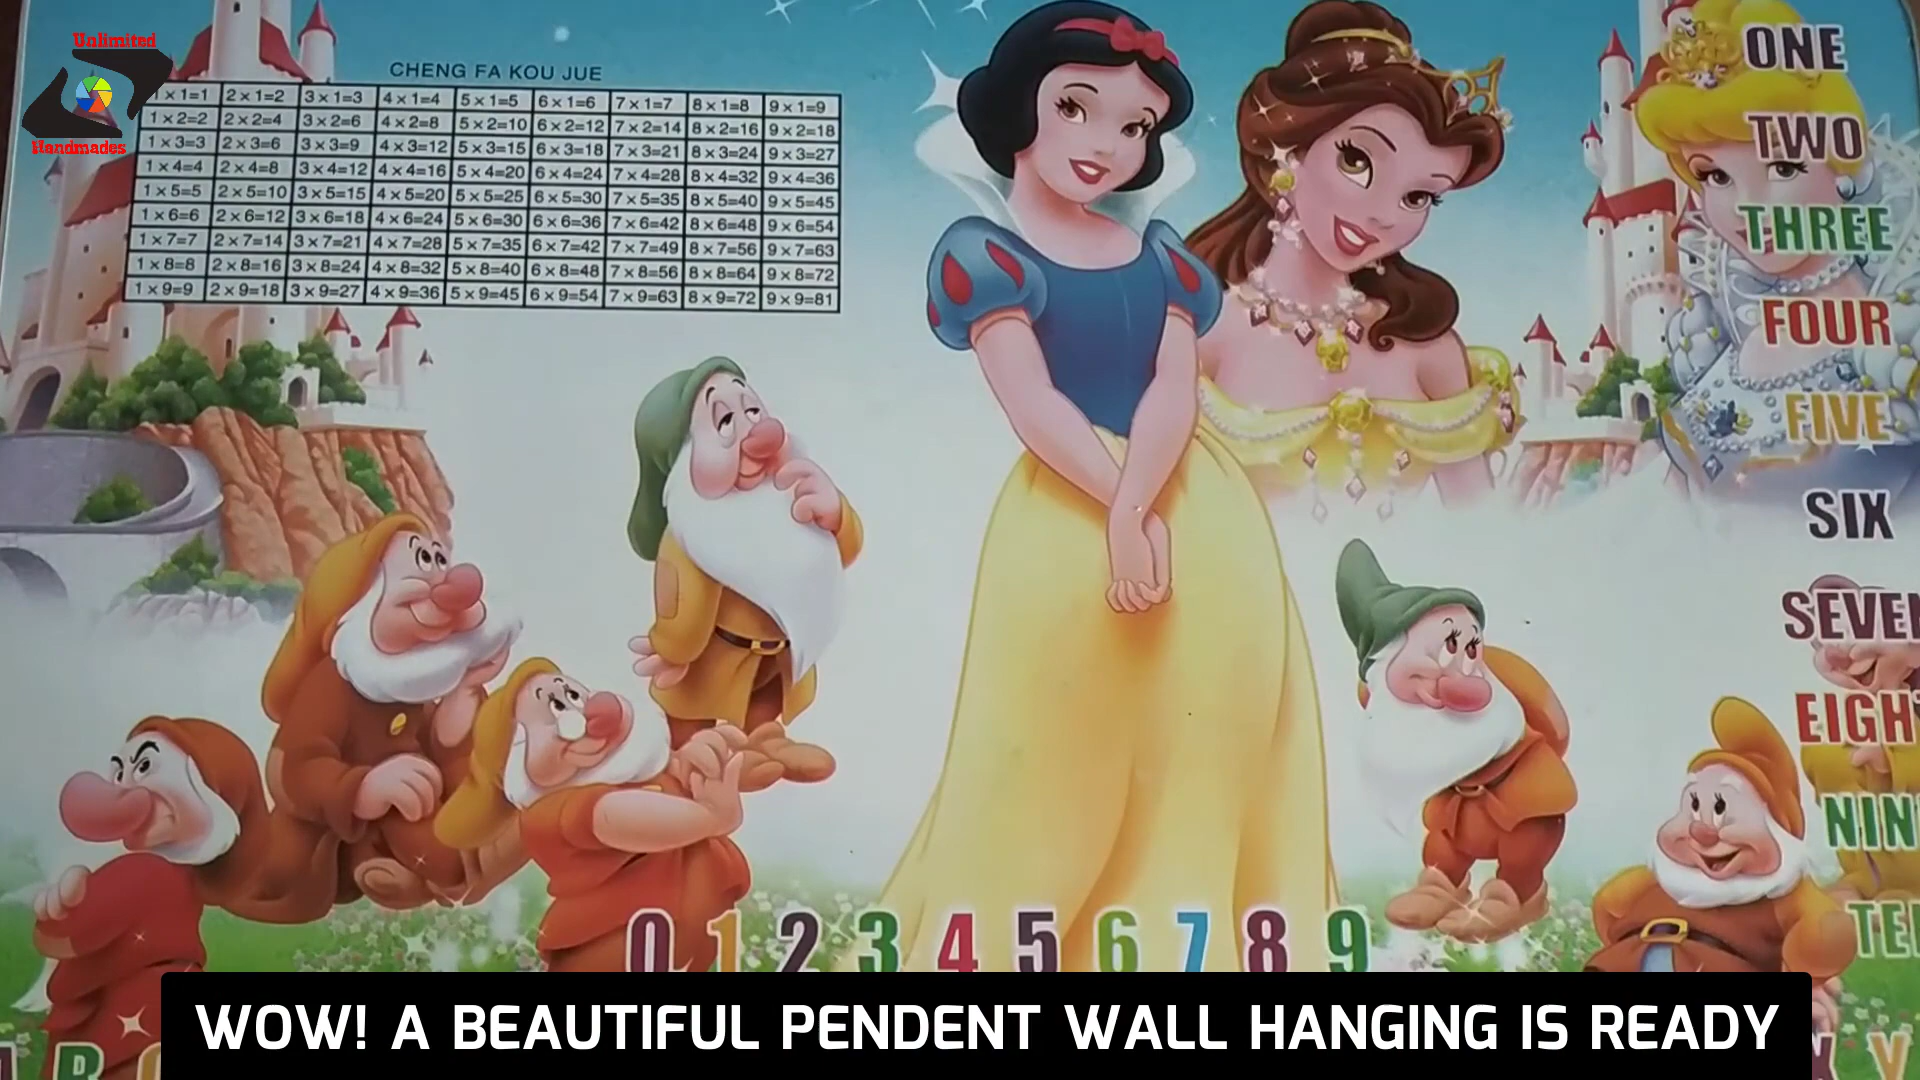 Unlimited
Handmades
CHENG FA KOU JUE
1×1=1 2×1=2 3×1=3 4×1=4 5×1=5 6×1=6 7×1=7 8×1=8 9×1=9
1×2=2 2×2=4 3×2=6 4×2=8 5×2=10 6×2=12 7×2=14 8×2=16 9×2=18
1×3=3 2×3=6 3×3=9 4×3=12 5×3=15 6×3=18 7×3=21 8×3=24 9×3=27
1×4=4 2×4=8 3×4=12 4×4=16 5×4=20 6×4=24 7×4=28 8×4=32 9×4=36
1×5=5 2×5=10 3×5=15 4×5=20 5×5=25 6×5=30 7×5=35 8×5=40 9×5=45
1×6=6 2×6=12 3×6=18 4×6=24 5×6=30 6×6=36 7×6=42 8×6=48 9×6=54
1×7=7 2×7=14 3×7=21 4×7=28 5×7=35 6×7=42 7×7=49 8×7=56 9×7=63
1×8=8 2×8=16 3×8=24 4×8=32 5×8=40 6×8=48 7×8=56 8×8=64 9×8=72
1×9=9 2×9=18 3×9=27 4×9=36 5×9=45 6×9=54 7×9=63 8×9=72 9×9=81
ONE
TWO
THREE
FOUR
FIVE
SIX
SEVEN
EIGH
NIN
TE
0 1 2 3 4 5 6 7 8 9
WOW! A BEAUTIFUL PENDENT WALL HANGING IS READY